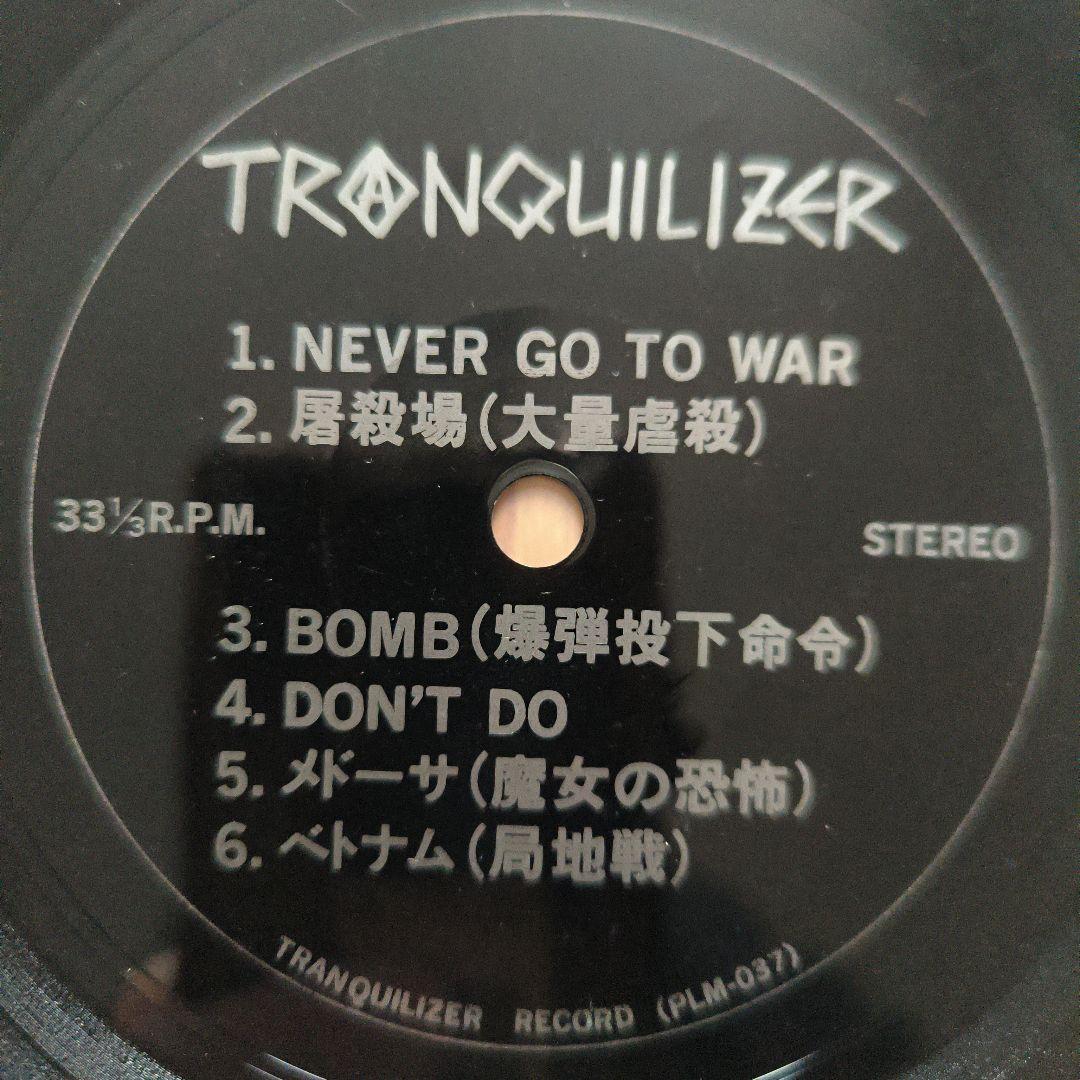 TRANQUILIZER
1. NEVER GO TO WAR
2. 屠殺場(大量虐殺)
33⅓R.P.M.
STEREO
3. BOMB(爆弾投下命令)
4. DON'T DO
5. メドーサ(魔女の恐怖)
6. ベトナム(局地戦)
TRANQUILIZER RECORD (PLM-037)